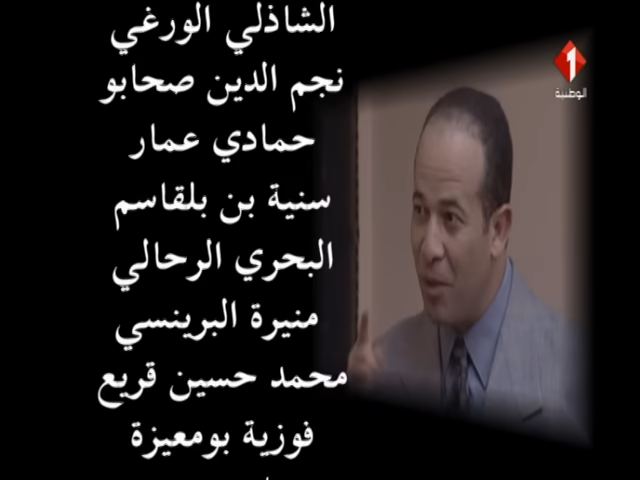 الشاذلي الورغي
نجم الدين صحابو
حمادي عمار
سنية بن بلقاسم
البحري الرحالي
منيرة البرينسي
محمد حسين قريع
فوزية بومعيزة
1
الوطنية